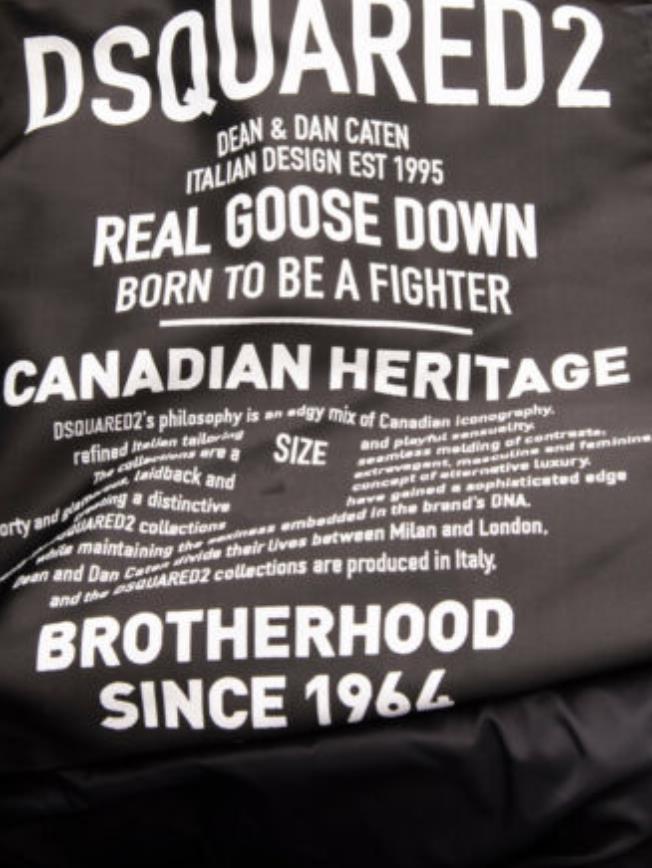 DSQUARED2
DEAN & DAN CATEN
ITALIAN DESIGN EST 1995
REAL GOOSE DOWN
BORN TO BE A FIGHTER
CANADIAN HERITAGE
DSQUARED2's philosophy is an edgy mix of Canadian iconography,
refined Italian tailoring and playful sensuality.
The collections are a SIZE seamless melding of contrasts.
extravagant, masculine and feminine
laidback and concept of alternative luxury.
orty and glamorous, ing a distinctive have gained a sophisticated edge
DSQUARED2 collections
while maintaining the sexiness embedded in the brand's DNA.
Dean and Dan Caten divide their lives between Milan and London,
and the DSQUARED2 collections are produced in Italy.
BROTHERHOOD
SINCE 1964